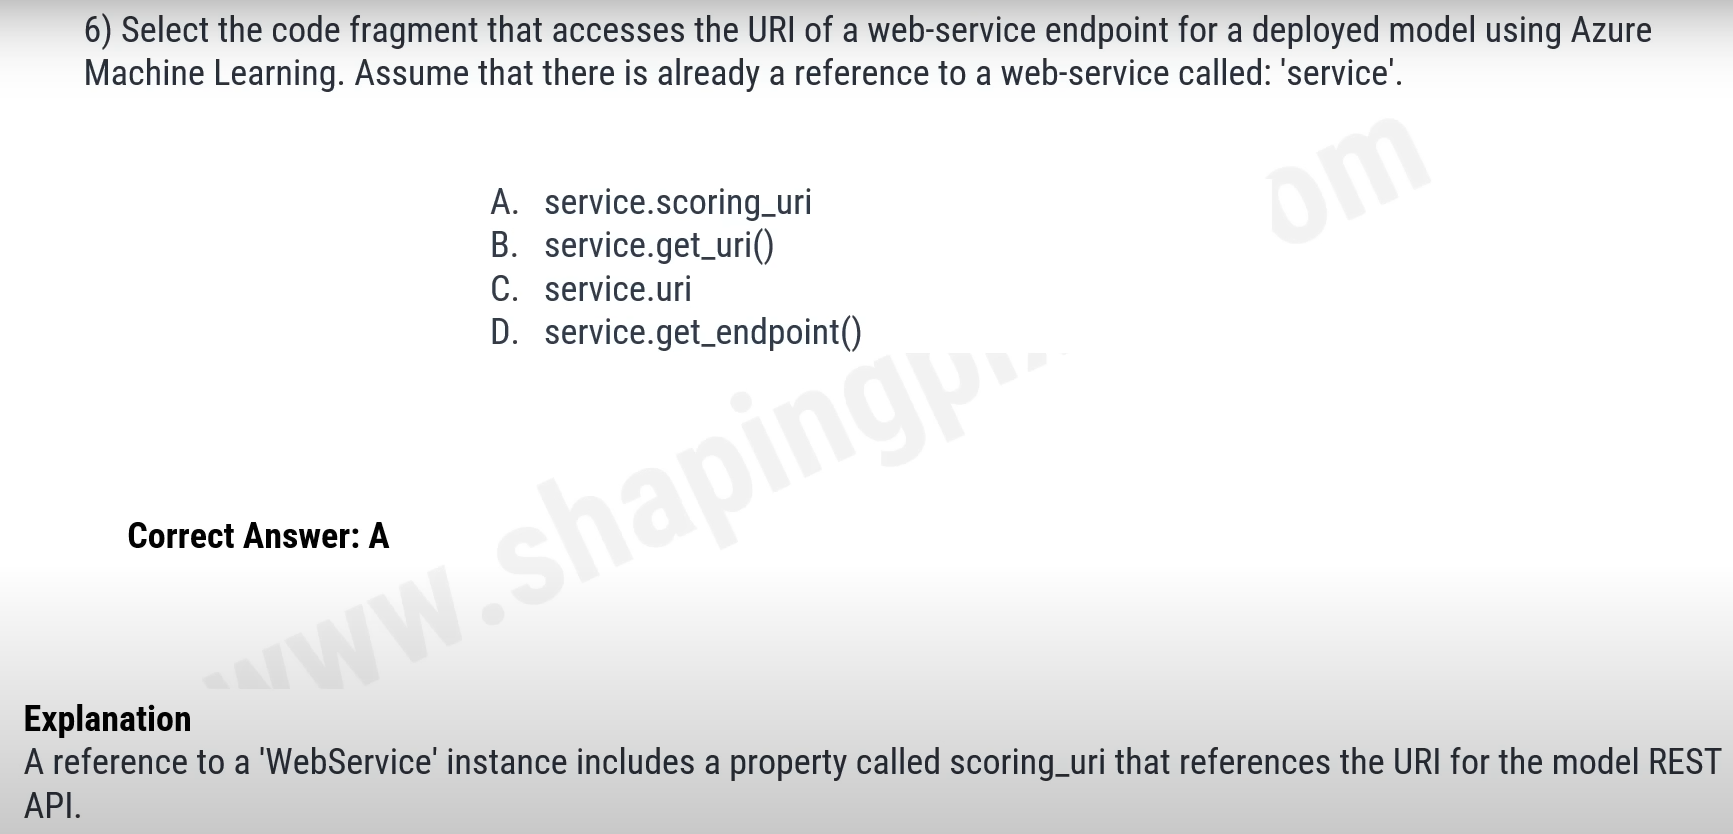 6) Select the code fragment that accesses the URI of a web-service endpoint for a deployed model using Azure
Machine Learning. Assume that there is already a reference to a web-service called: 'service'.
om
A. service.scoring_uri
B. service.get_uri()
C. service.uri
D. service.get_endpoint()
www.shapingp
Correct Answer: A
Explanation
A reference to a 'WebService' instance includes a property called scoring_uri that references the URI for the model REST
API.